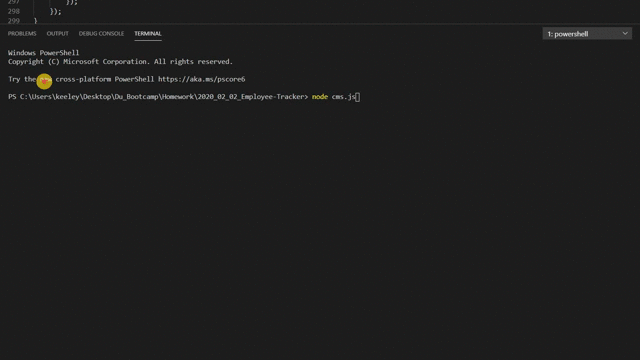 297 });
298 });
299 }
PROBLEMS OUTPUT DEBUG CONSOLE TERMINAL 1: powershell
Windows PowerShell
Copyright (C) Microsoft Corporation. All rights reserved.
Try the cross-platform PowerShell https://aka.ms/pscore6
PS C:\Users\keeley\Desktop\Du_Bootcamp\Homework\2020_02_02_Employee-Tracker> node cms.js